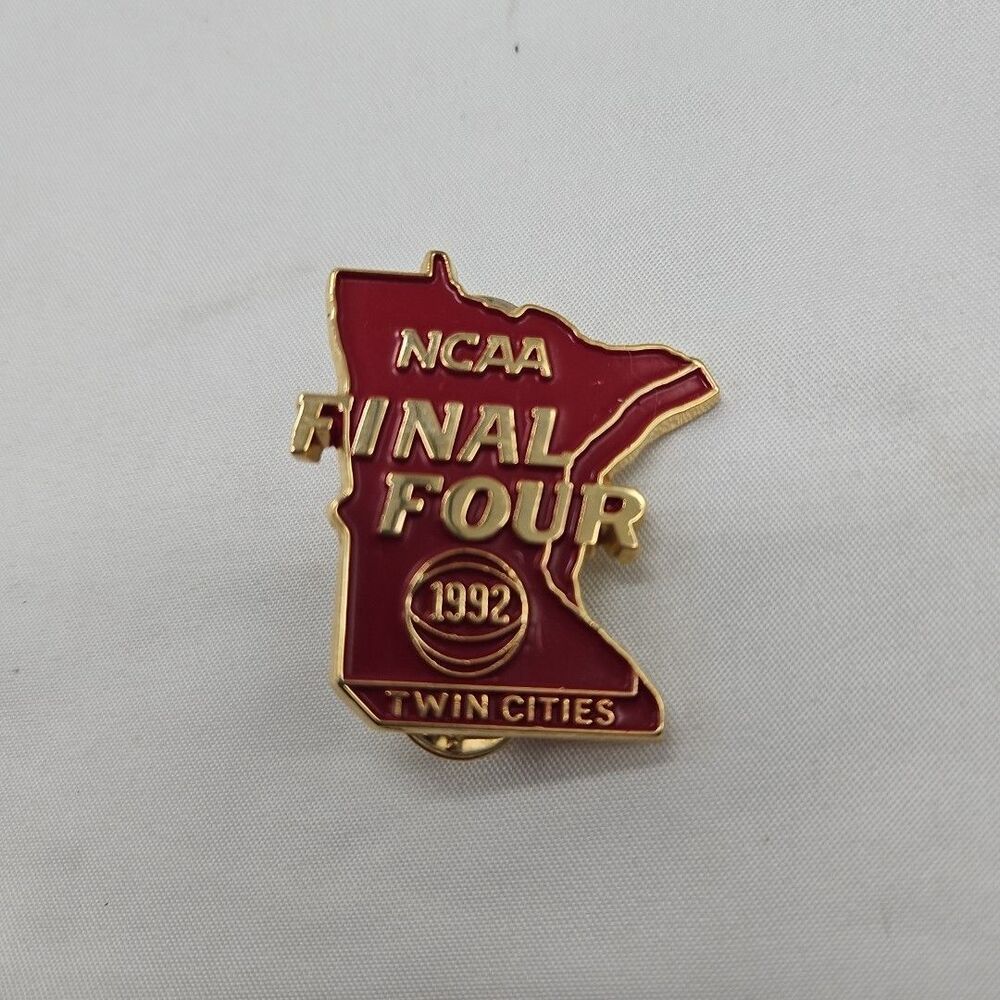 NCAA
FINAL
FOUR
1992
TWIN CITIES